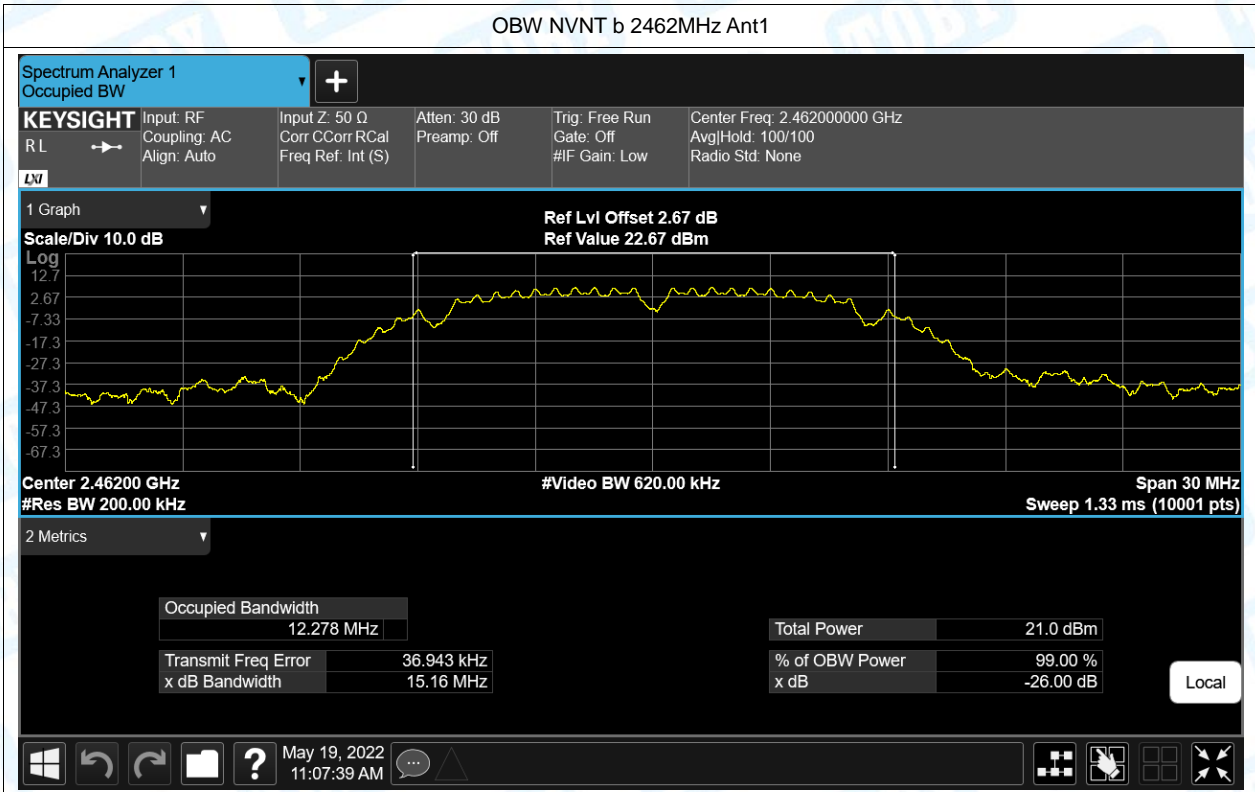 OBW NVNT b 2462MHz Ant1
Spectrum Analyzer 1
Occupied BW
KEYSIGHT
R L
LXI
Input: RF
Coupling: AC
Align: Auto
Input Z: 50 Ω
Corr CCorr RCal
Freq Ref: Int (S)
Atten: 30 dB
Preamp: Off
Trig: Free Run
Gate: Off
#IF Gain: Low
Center Freq: 2.462000000 GHz
Avg|Hold: 100/100
Radio Std: None
1 Graph
Ref Lvl Offset 2.67 dB
Scale/Div 10.0 dB
Ref Value 22.67 dBm
Log
12.7
2.67
-7.33
-17.3
-27.3
-37.3
-47.3
-57.3
-67.3
Center 2.46200 GHz
#Video BW 620.00 kHz
Span 30 MHz
#Res BW 200.00 kHz
Sweep 1.33 ms (10001 pts)
2 Metrics
Occupied Bandwidth
12.278 MHz
Total Power 21.0 dBm
Transmit Freq Error 36.943 kHz
% of OBW Power 99.00 %
x dB Bandwidth 15.16 MHz
x dB -26.00 dB
Local
?
May 19, 2022
11:07:39 AM